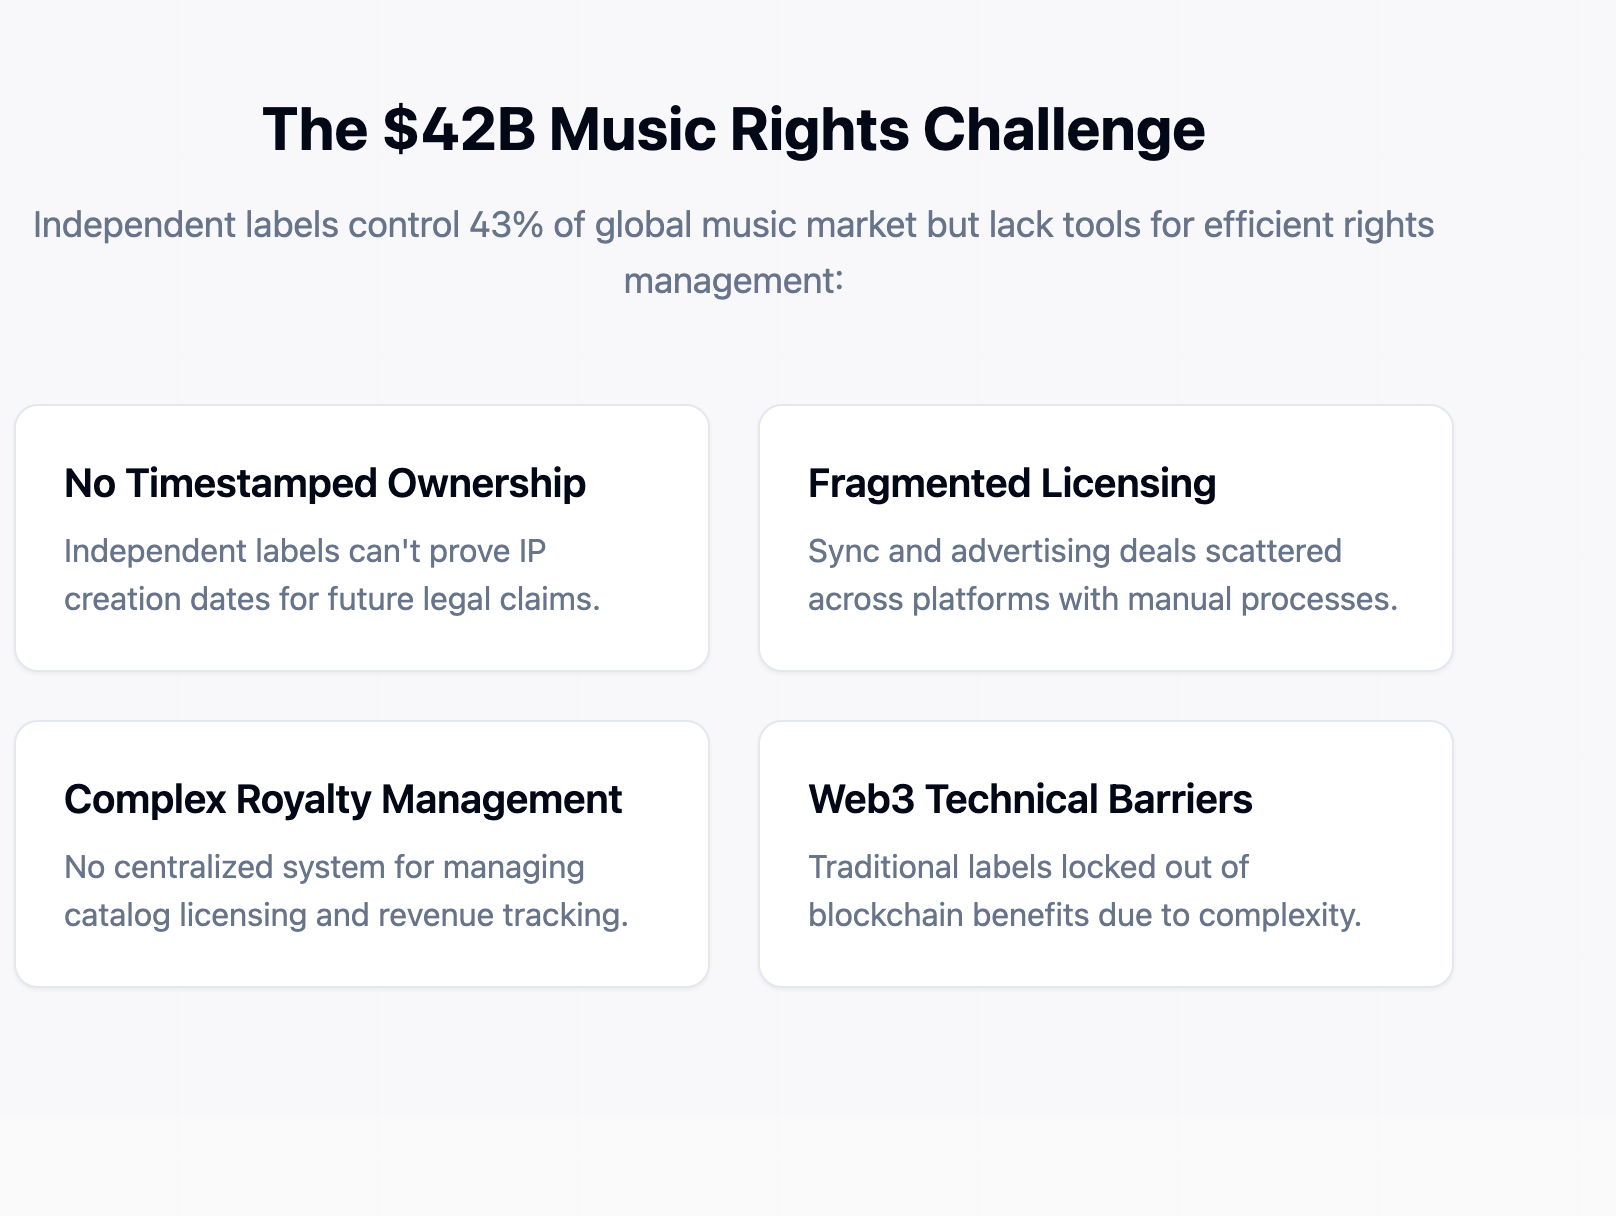 The $42B Music Rights Challenge
Independent labels control 43% of global music market but lack tools for efficient rights
management:
No Timestamped Ownership
Independent labels can't prove IP
creation dates for future legal claims.
Fragmented Licensing
Sync and advertising deals scattered
across platforms with manual processes.
Complex Royalty Management
No centralized system for managing
catalog licensing and revenue tracking.
Web3 Technical Barriers
Traditional labels locked out of
blockchain benefits due to complexity.